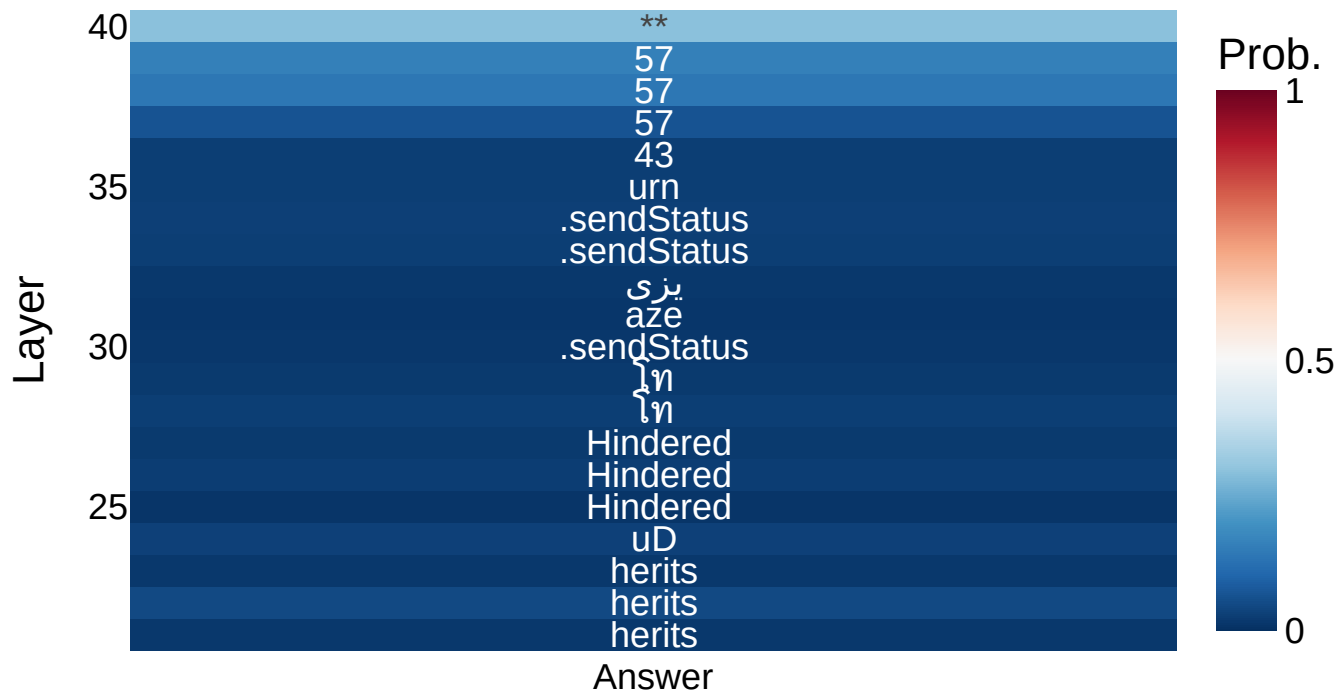 40
**
57
57
57
43
35
urn
.sendStatus
.sendStatus
یزی
aze
30
.sendStatus
โท
โท
Hindered
Hindered
Hindered
25
uD
herits
herits
herits
Layer
Answer
Prob.
1
0.5
0